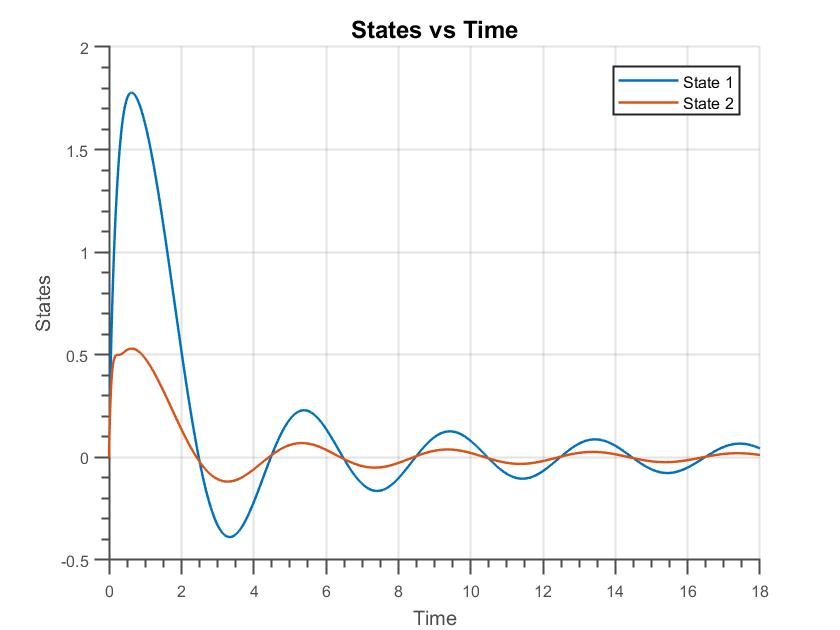 States vs Time
State 1
State 2
States
2
1.5
1
0.5
0
-0.5
0 2 4 6 8 10 12 14 16 18
Time